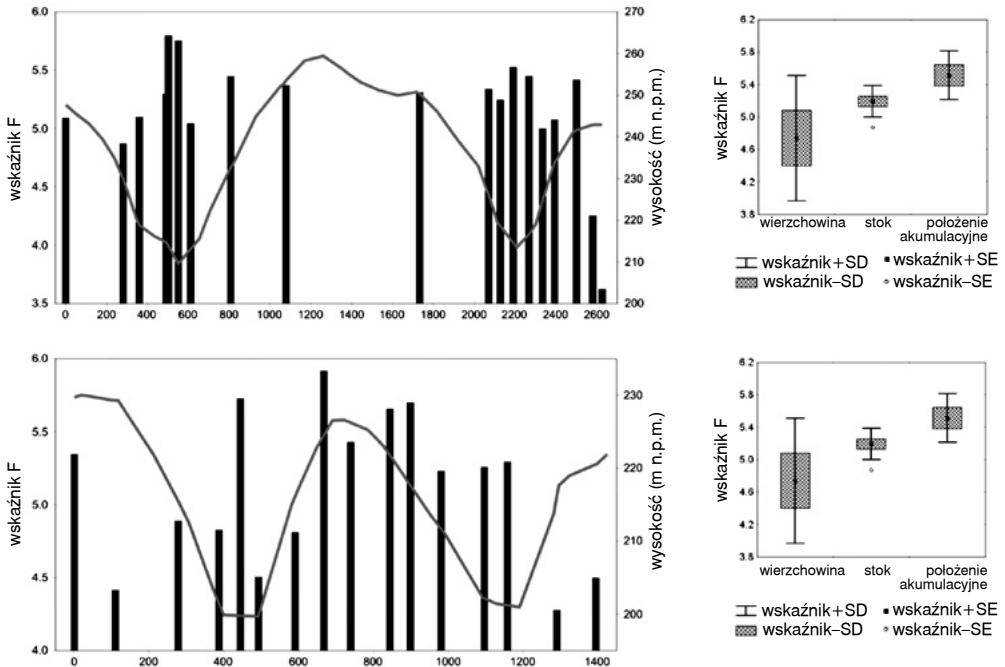 6.0
5.5
5.0
4.5
4.0
3.5
wskaźnik F
270
260
250
240
230
220
210
200
wysokość (m n.p.m.)
0 200 400 600 800 1000 1200 1400 1600 1800 2000 2200 2400 2600
6.2
5.8
5.4
5.0
4.6
4.2
3.8
wskaźnik F
wierzchowina stok położenie
akumulacyjne
wskaźnik+SD wskaźnik+SE
wskaźnik–SD wskaźnik–SE
6.0
5.5
5.0
4.5
4.0
wskaźnik F
230
220
210
200
wysokość (m n.p.m.)
0 200 400 600 800 1000 1200 1400
6.2
5.8
5.4
5.0
4.6
4.2
3.8
wskaźnik F
wierzchowina stok położenie
akumulacyjne
wskaźnik+SD wskaźnik+SE
wskaźnik–SD wskaźnik–SE